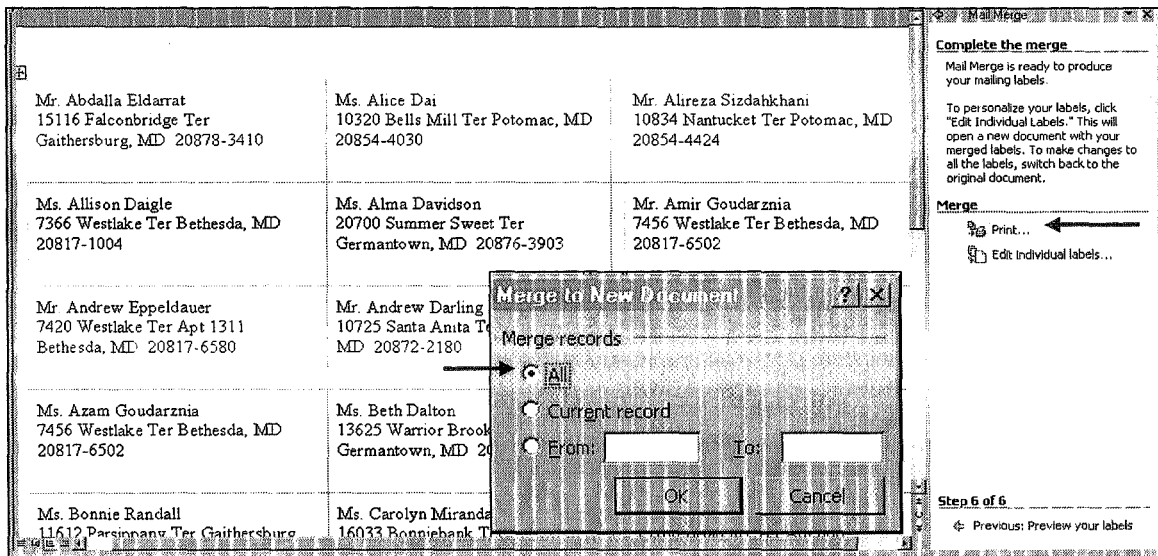 Mr. Abdalla Eldarrat
15116 Falconbridge Ter
Gaithersburg, MD 20878-3410
Ms. Alice Dai
10320 Bells Mill Ter Potomac, MD
20854-4030
Mr. Alireza Sizdahkhani
10834 Nantucket Ter Potomac, MD
20854-4424
Ms. Allison Daigle
7366 Westlake Ter Bethesda, MD
20817-1004
Ms. Alma Davidson
20700 Summer Sweet Ter
Germantown, MD 20876-3903
Mr. Amir Goudarznia
7456 Westlake Ter Bethesda, MD
20817-6502
Mr. Andrew Eppeldauer
7420 Westlake Ter Apt 1311
Bethesda, MD 20817-6580
Mr. Andrew Darling
10725 Santa Anita Te
MD 20872-2180
Ms. Azam Goudarznia
7456 Westlake Ter Bethesda, MD
20817-6502
Ms. Beth Dalton
13625 Warrior Brook
Germantown, MD 20
Ms. Bonnie Randall
11612 Parsippany Ter Gaithersburg
Ms. Carolyn Miranda
16033 Bonniebank T
Merge to New Document
Merge records
All
Current record
From: To:
OK Cancel
Mail Merge
Complete the merge
Mail Merge is ready to produce
your mailing labels.
To personalize your labels, click
"Edit Individual Labels." This will
open a new document with your
merged labels. To make changes to
all the labels, switch back to the
original document.
Merge
Print...
Edit individual labels...
Step 6 of 6
Previous: Preview your labels